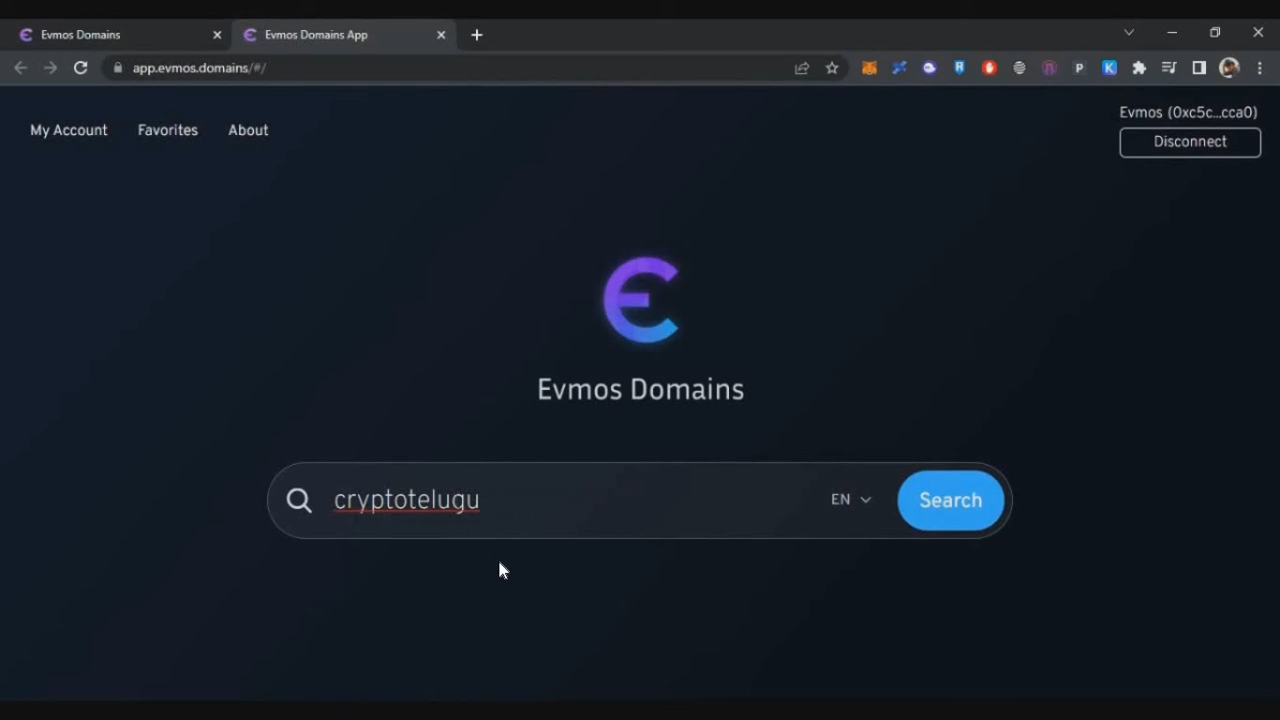 Evmos Domains
Evmos Domains App
app.evmos.domains/#/
My Account
Favorites
About
Evmos (0xc5c...cca0)
Disconnect
Evmos Domains
cryptotelugu
EN
Search